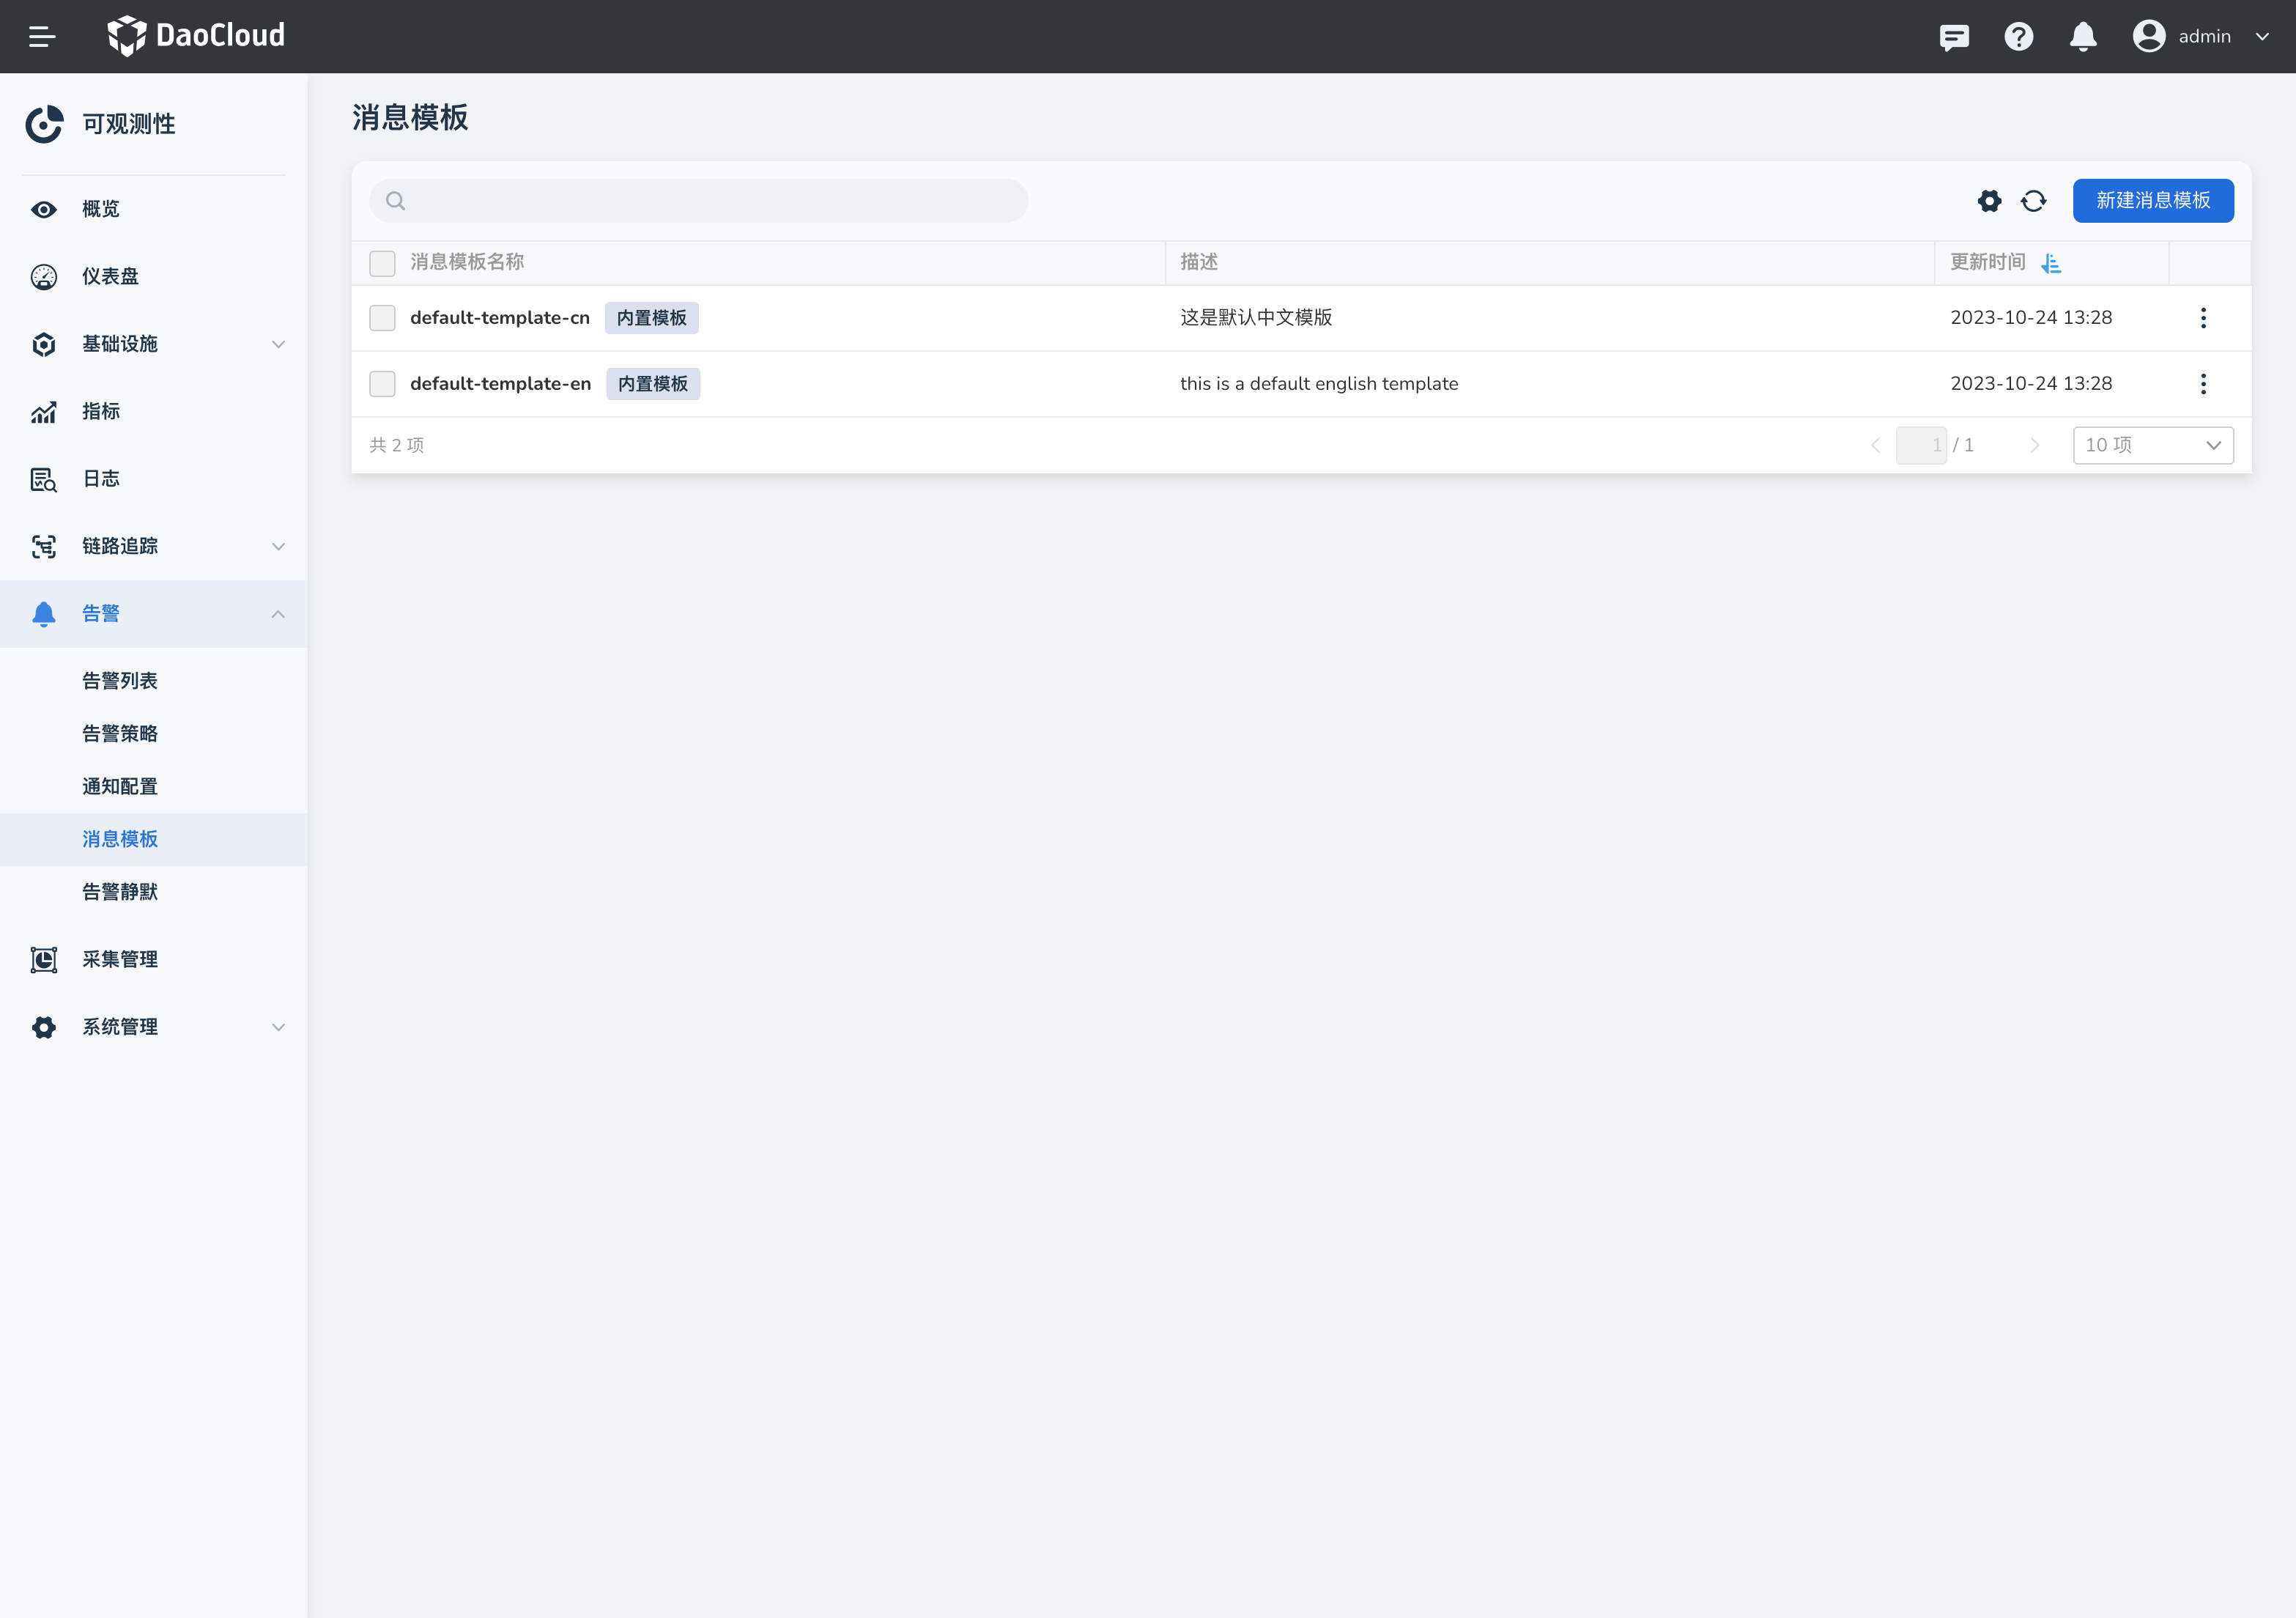 DaoCloud
admin
可观测性
概览
仪表盘
基础设施
指标
日志
链路追踪
告警
告警列表
告警策略
通知配置
消息模板
告警静默
采集管理
系统管理
消息模板
新建消息模板
消息模板名称 描述 更新时间
default-template-cn 内置模板 这是默认中文模版 2023-10-24 13:28
default-template-en 内置模板 this is a default english template 2023-10-24 13:28
共 2 项 1 / 1 10 项